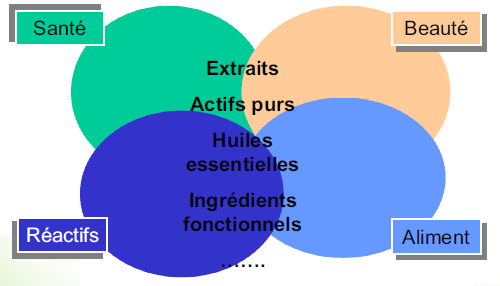 Santé
Beauté
Extraits
Actifs purs
Huiles
essentielles
Ingrédients
fonctionnels
Réactifs
Aliment
.......